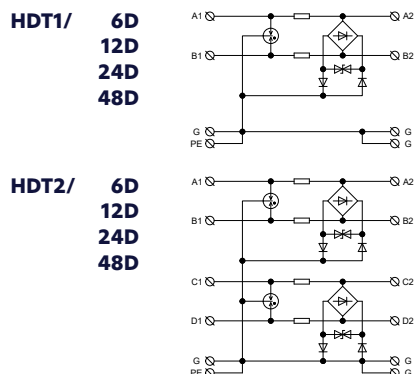 HDT1/ 6D
12D
24D
48D
A1 A2
B1 B2
G G
PE G
HDT2/ 6D
12D
24D
48D
A1 A2
B1 B2
C1 C2
D1 D2
G G
PE G